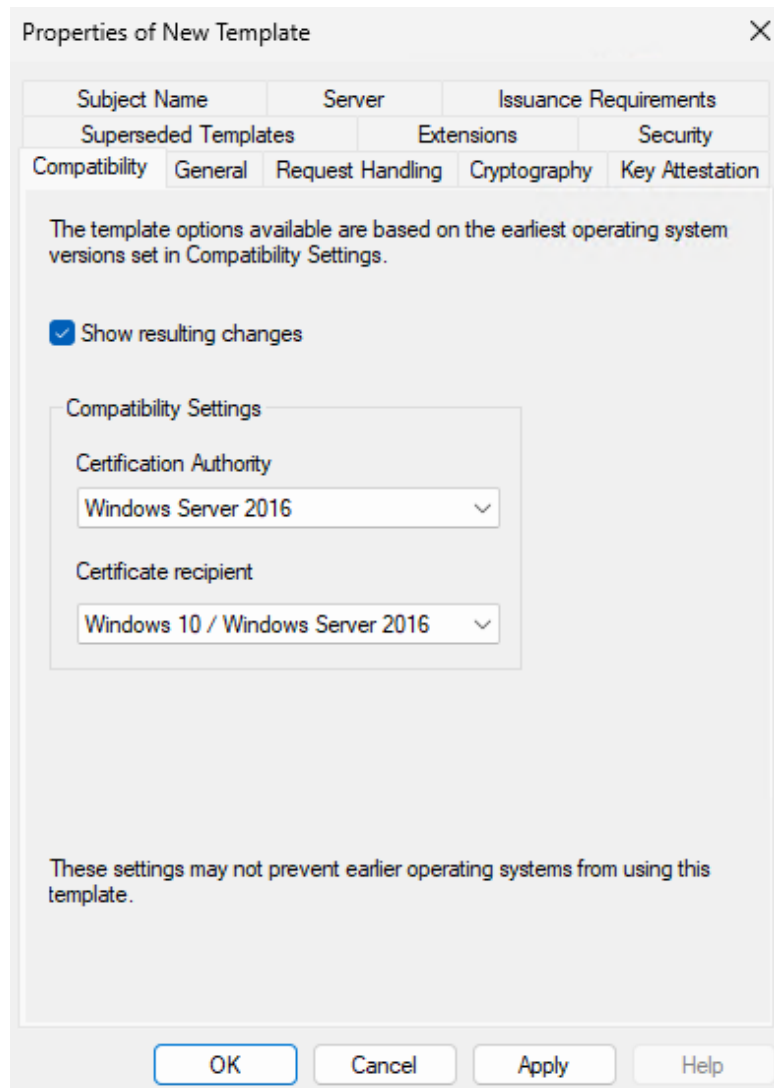 Properties of New Template
Subject Name Server Issuance Requirements
Superseded Templates Extensions Security
Compatibility General Request Handling Cryptography Key Attestation
The template options available are based on the earliest operating system
versions set in Compatibility Settings.
Show resulting changes
Compatibility Settings
Certification Authority
Windows Server 2016
Certificate recipient
Windows 10 / Windows Server 2016
These settings may not prevent earlier operating systems from using this
template.
OK Cancel Apply Help